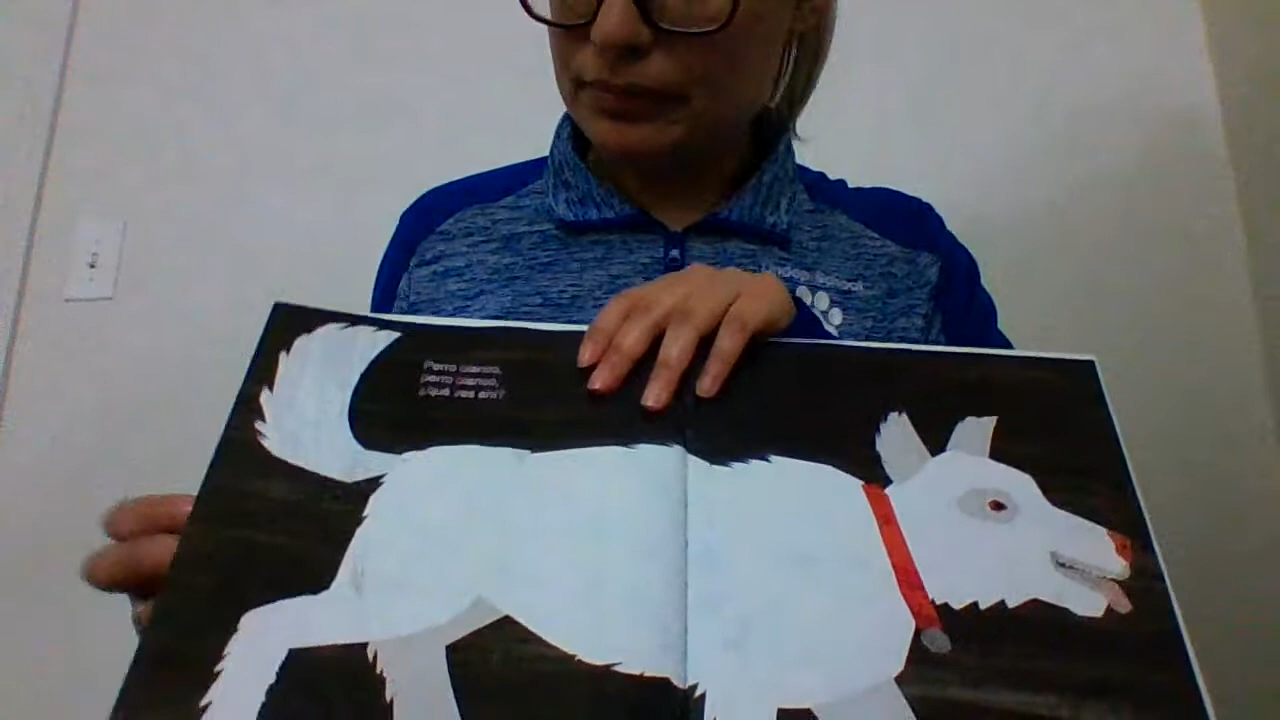 Perro blanco,
perro blanco,
¿qué ves ahí?